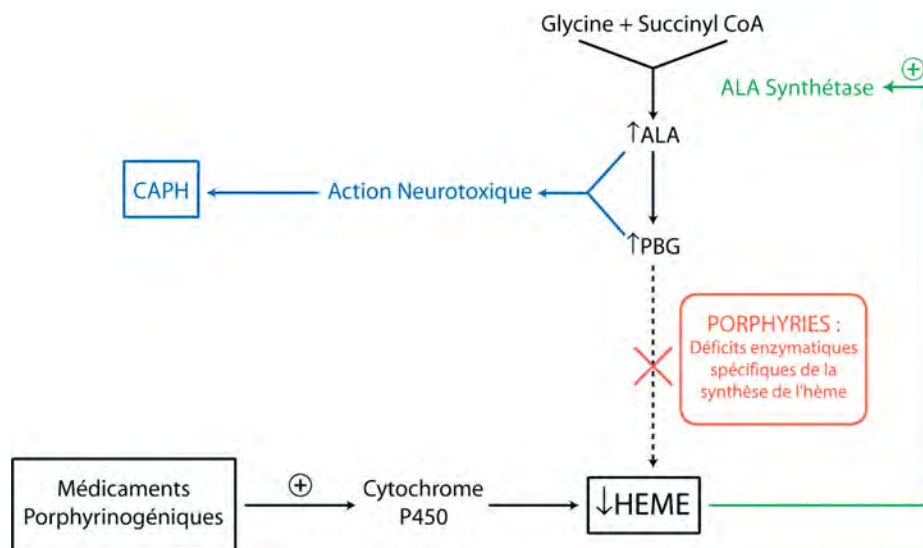 Glycine + Succinyl CoA
ALA Synthétase
+
↑ALA
CAPH
Action Neurotoxique
↑PBG
PORPHYRIES :
Déficits enzymatiques
spécifiques de la
synthèse de l'hème
Médicaments
Porphyrinogéniques
+
Cytochrome
P450
↓HEME